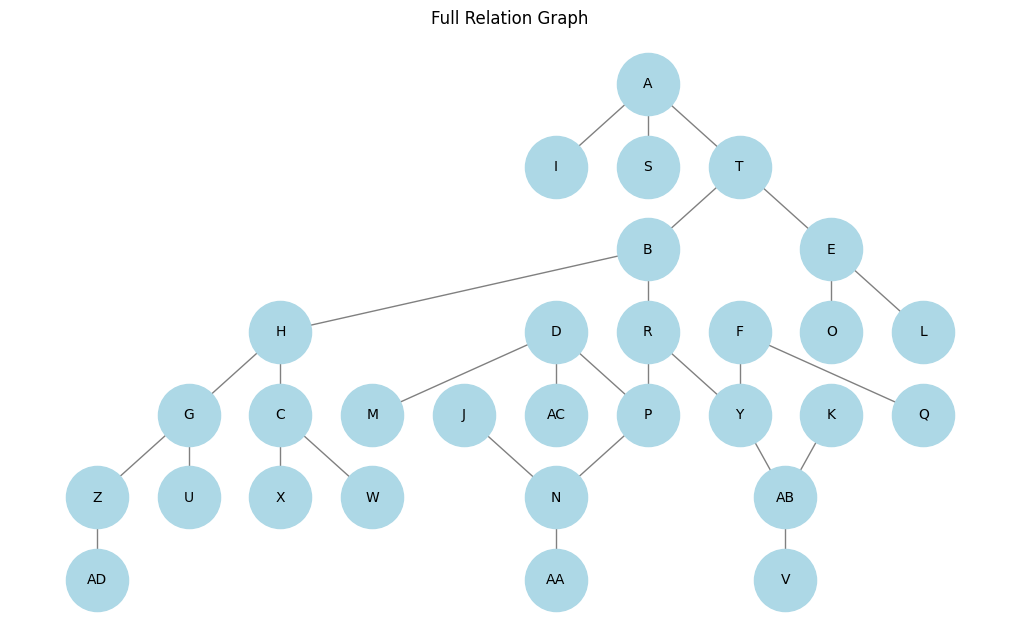 Full Relation Graph
A
I S T
B E
H D R F O L
G C M J AC P Y K Q
Z U X W N AB
AD AA V